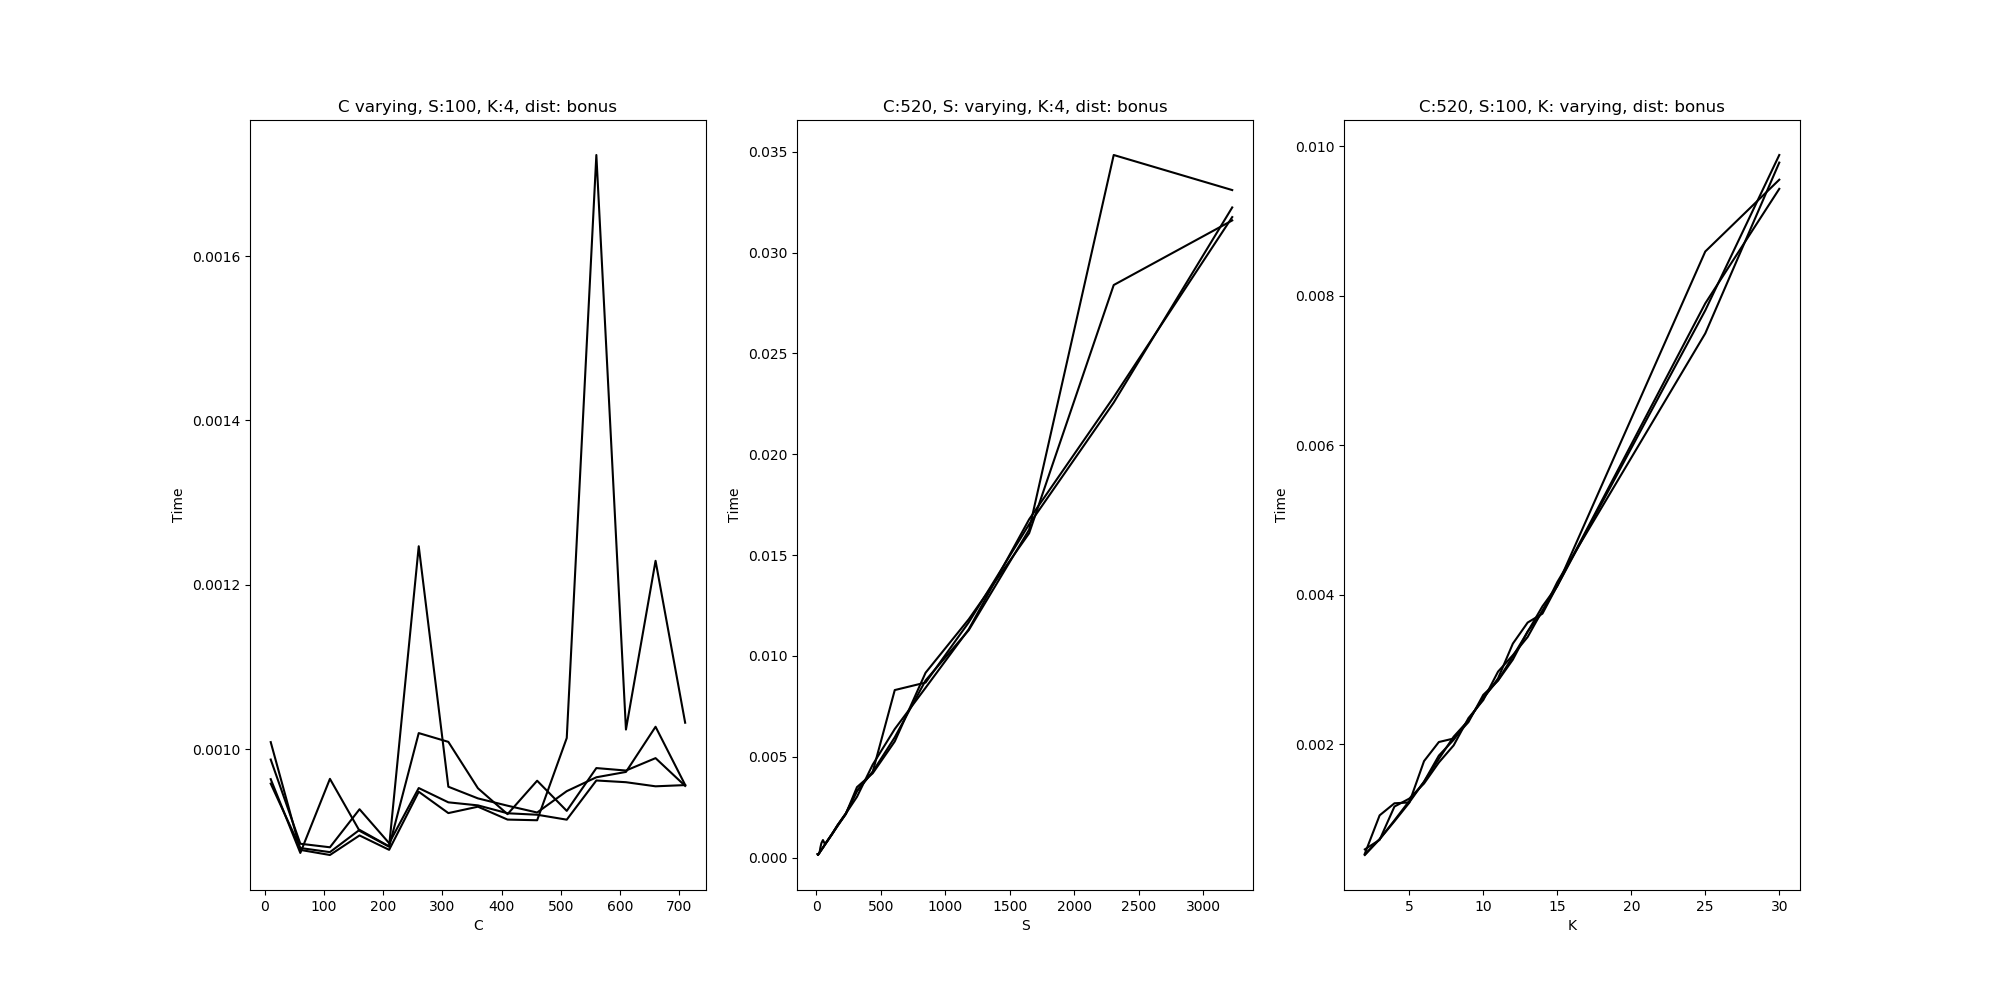 C varying, S:100, K:4, dist: bonus
0.0016
0.0014
0.0012
0.0010
Time
0 100 200 300 400 500 600 700
C
C:520, S: varying, K:4, dist: bonus
0.035
0.030
0.025
0.020
0.015
0.010
0.005
0.000
Time
0 500 1000 1500 2000 2500 3000
S
C:520, S:100, K: varying, dist: bonus
0.010
0.008
0.006
0.004
0.002
Time
5 10 15 20 25 30
K